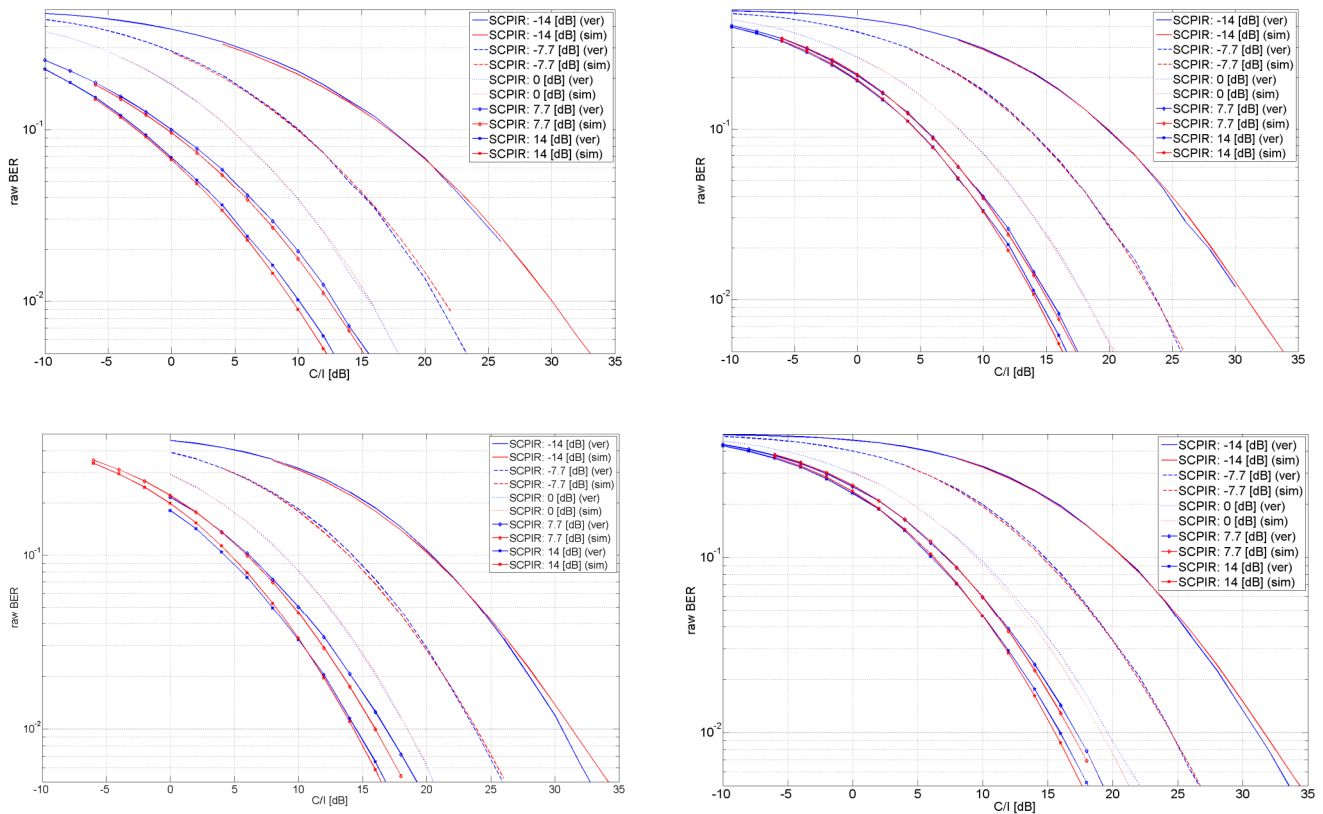 SCPIR: -14 [dB] (ver)
SCPIR: -14 [dB] (sim)
SCPIR: -7.7 [dB] (ver)
SCPIR: -7.7 [dB] (sim)
SCPIR: 0 [dB] (ver)
SCPIR: 0 [dB] (sim)
SCPIR: 7.7 [dB] (ver)
SCPIR: 7.7 [dB] (sim)
SCPIR: 14 [dB] (ver)
SCPIR: 14 [dB] (sim)
10-1
10-2
raw BER
-10 -5 0 5 10 15 20 25 30 35
C/I [dB]
SCPIR: -14 [dB] (ver)
SCPIR: -14 [dB] (sim)
SCPIR: -7.7 [dB] (ver)
SCPIR: -7.7 [dB] (sim)
SCPIR: 0 [dB] (ver)
SCPIR: 0 [dB] (sim)
SCPIR: 7.7 [dB] (ver)
SCPIR: 7.7 [dB] (sim)
SCPIR: 14 [dB] (ver)
SCPIR: 14 [dB] (sim)
10-1
10-2
raw BER
-10 -5 0 5 10 15 20 25 30 35
C/I [dB]
SCPIR: -14 [dB] (ver)
SCPIR: -14 [dB] (sim)
SCPIR: -7.7 [dB] (ver)
SCPIR: -7.7 [dB] (sim)
SCPIR: 0 [dB] (ver)
SCPIR: 0 [dB] (sim)
SCPIR: 7.7 [dB] (ver)
SCPIR: 7.7 [dB] (sim)
SCPIR: 14 [dB] (ver)
SCPIR: 14 [dB] (sim)
10-1
10-2
raw BER
-10 -5 0 5 10 15 20 25 30 35
C/I [dB]
SCPIR: -14 [dB] (ver)
SCPIR: -14 [dB] (sim)
SCPIR: -7.7 [dB] (ver)
SCPIR: -7.7 [dB] (sim)
SCPIR: 0 [dB] (ver)
SCPIR: 0 [dB] (sim)
SCPIR: 7.7 [dB] (ver)
SCPIR: 7.7 [dB] (sim)
SCPIR: 14 [dB] (ver)
SCPIR: 14 [dB] (sim)
10-1
10-2
raw BER
-10 -5 0 5 10 15 20 25 30 35
C/I [dB]